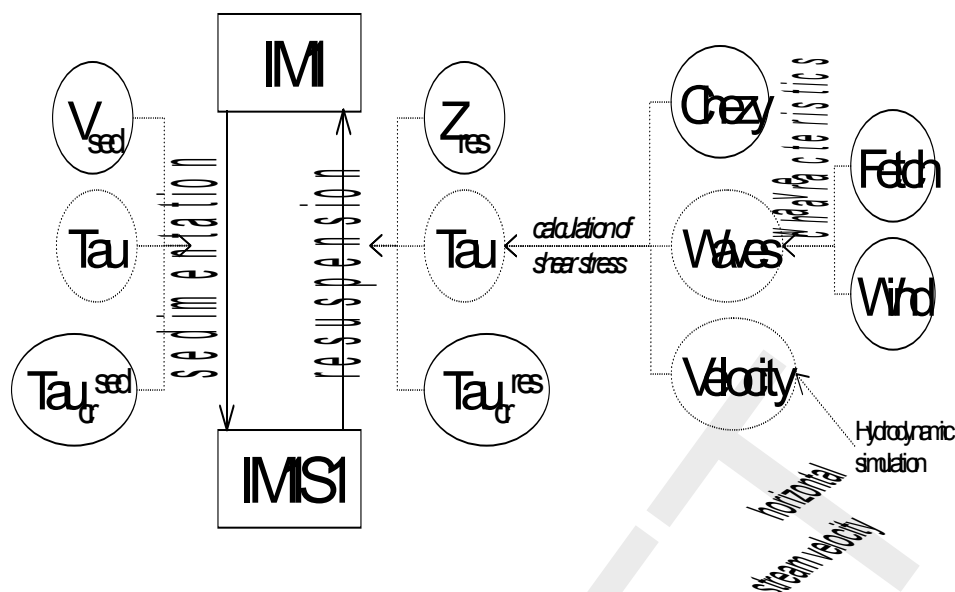 IM1
V sed
Tau
Tau cr sed
sedimentation
resuspension
IM1S1
Z res
Tau
Tau cr res
calculation of
shear stress
Chezy
Waves
Velocity
wave
characteristics
Fetch
Wind
Hydrodynamic
simulation
horizontal
stream velocity